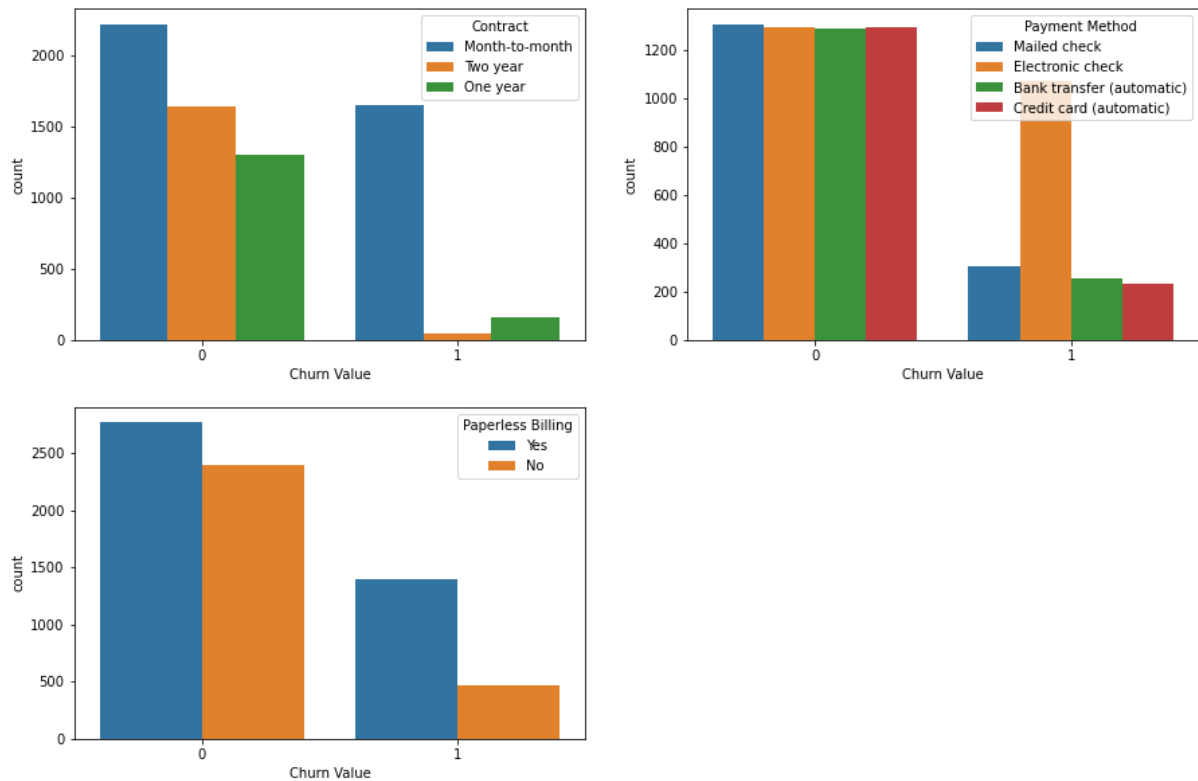 Contract
Month-to-month
Two year
One year
2000
1500
1000
500
0
count
0 1
Churn Value
Payment Method
Mailed check
Electronic check
Bank transfer (automatic)
Credit card (automatic)
1200
1000
800
600
400
200
0
count
0 1
Churn Value
Paperless Billing
Yes
No
2500
2000
1500
1000
500
0
count
0 1
Churn Value